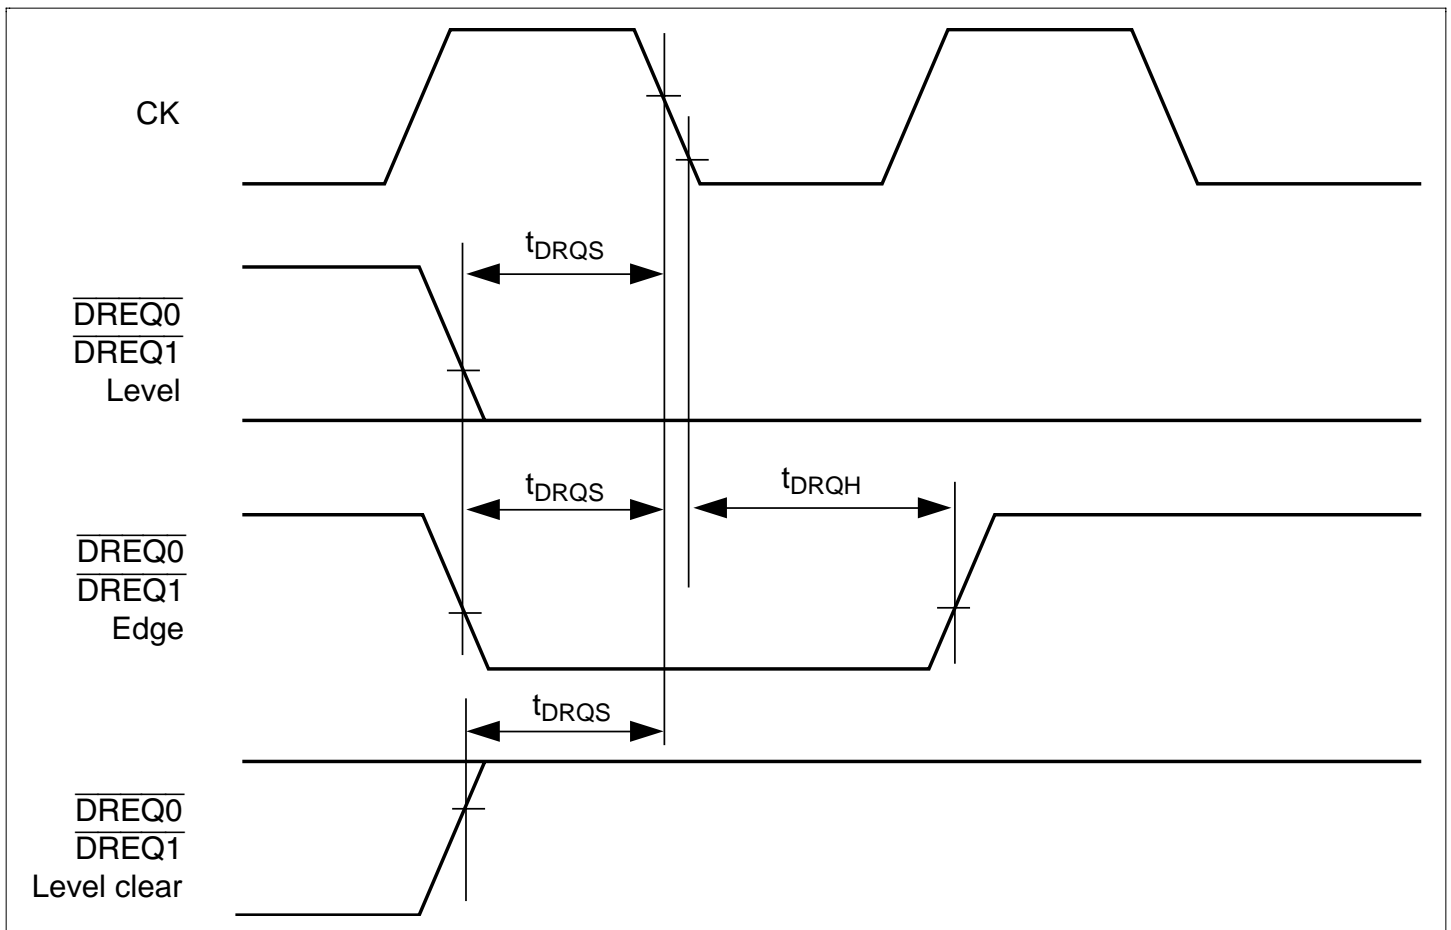 CK
tDRQS
DREQ0
DREQ1
Level
tDRQS
tDRQH
DREQ0
DREQ1
Edge
tDRQS
DREQ0
DREQ1
Level clear